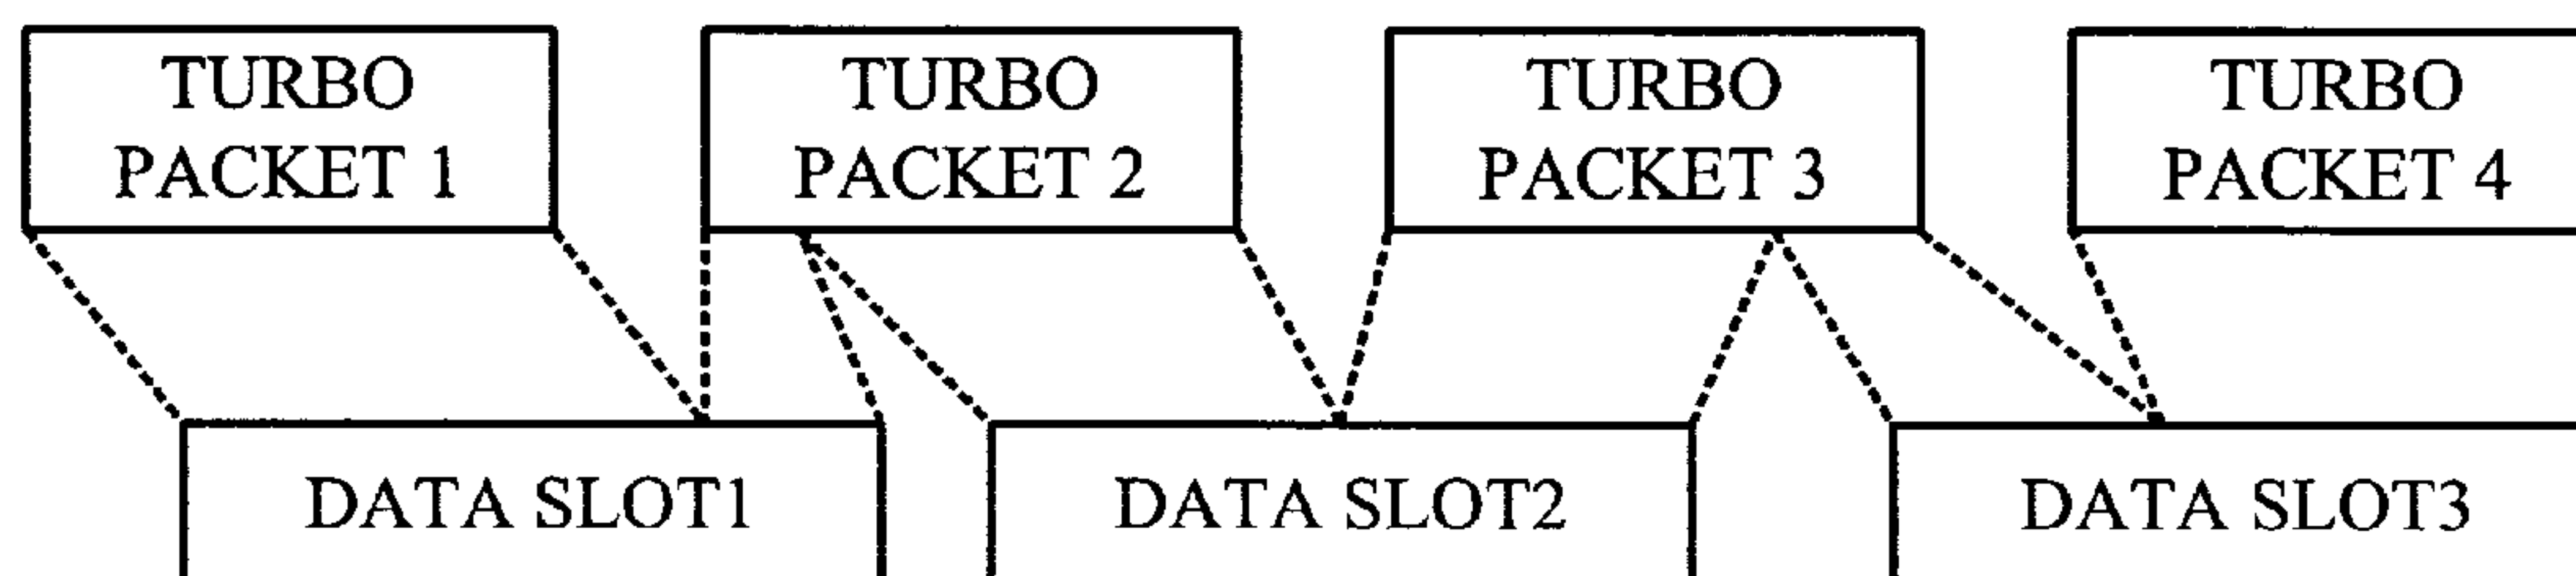 TURBO
PACKET 1
TURBO
PACKET 2
TURBO
PACKET 3
TURBO
PACKET 4
DATA SLOT1
DATA SLOT2
DATA SLOT3